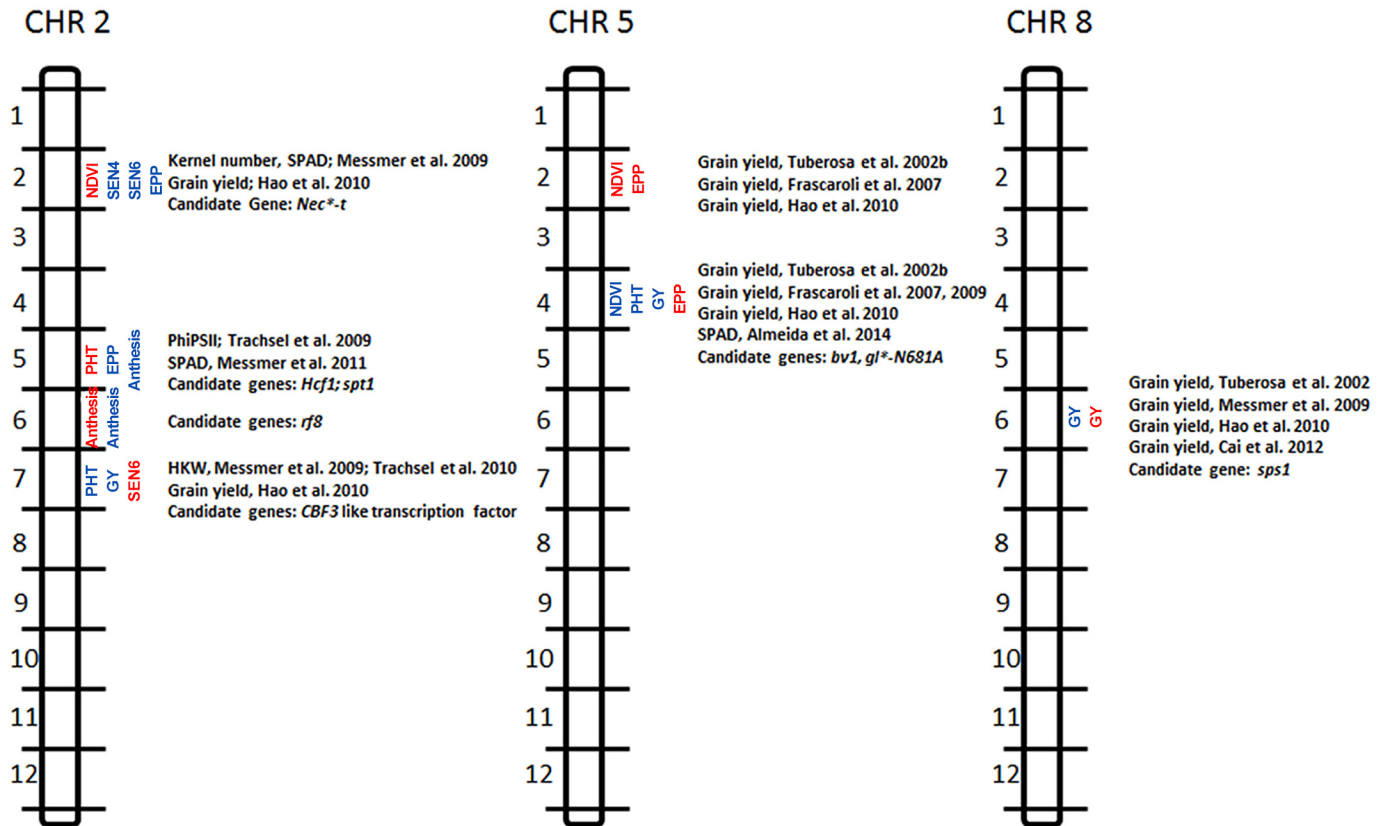 CHR 2
1
2
NDVI
SEN4
SEN6
EPP
Kernel number, SPAD; Messmer et al. 2009
Grain yield; Hao et al. 2010
Candidate Gene: Nec*-t
3
4
5
PHT
EPP
Anthesis
PhiPSII; Trachsel et al. 2009
SPAD, Messmer et al. 2011
Candidate genes: Hcf1; spt1
6
Anthesis
Anthesis
Candidate genes: rf8
7
PHT
GY
SEN6
HKW, Messmer et al. 2009; Trachsel et al. 2010
Grain yield, Hao et al. 2010
Candidate genes: CBF3 like transcription factor
8
9
10
11
12
CHR 5
1
2
NDVI
EPP
Grain yield, Tuberosa et al. 2002b
Grain yield, Frascaroli et al. 2007
Grain yield, Hao et al. 2010
3
4
NDVI
PHT
GY
EPP
Grain yield, Tuberosa et al. 2002b
Grain yield, Frascaroli et al. 2007, 2009
Grain yield, Hao et al. 2010
SPAD, Almeida et al. 2014
Candidate genes: bv1, gl*-N681A
5
6
7
8
9
10
11
12
CHR 8
1
2
3
4
5
6
GY
GY
Grain yield, Tuberosa et al. 2002
Grain yield, Messmer et al. 2009
Grain yield, Hao et al. 2010
Grain yield, Cai et al. 2012
Candidate gene: sps1
7
8
9
10
11
12